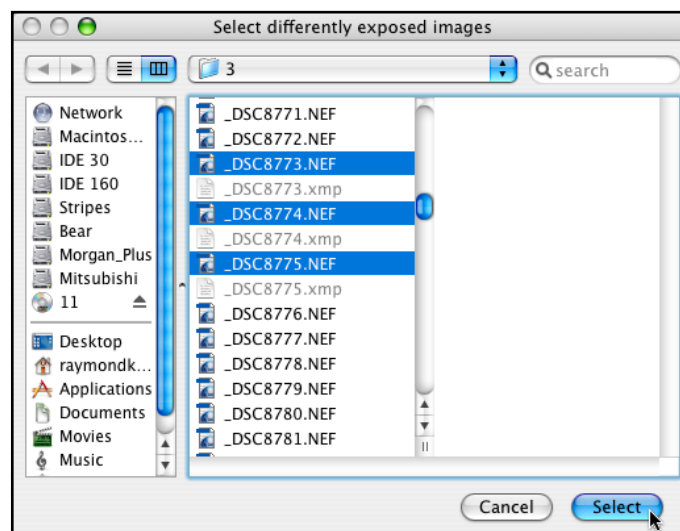 Select differently exposed images
3
search
Network
Macintos...
IDE 30
IDE 160
Stripes
Bear
Morgan_Plus
Mitsubishi
11
Desktop
raymondk...
Applications
Documents
Movies
Music
_DSC8771.NEF
_DSC8772.NEF
_DSC8773.NEF
_DSC8773.xmp
_DSC8774.NEF
_DSC8774.xmp
_DSC8775.NEF
_DSC8775.xmp
_DSC8776.NEF
_DSC8777.NEF
_DSC8778.NEF
_DSC8779.NEF
_DSC8780.NEF
_DSC8781.NEF
Cancel
Select